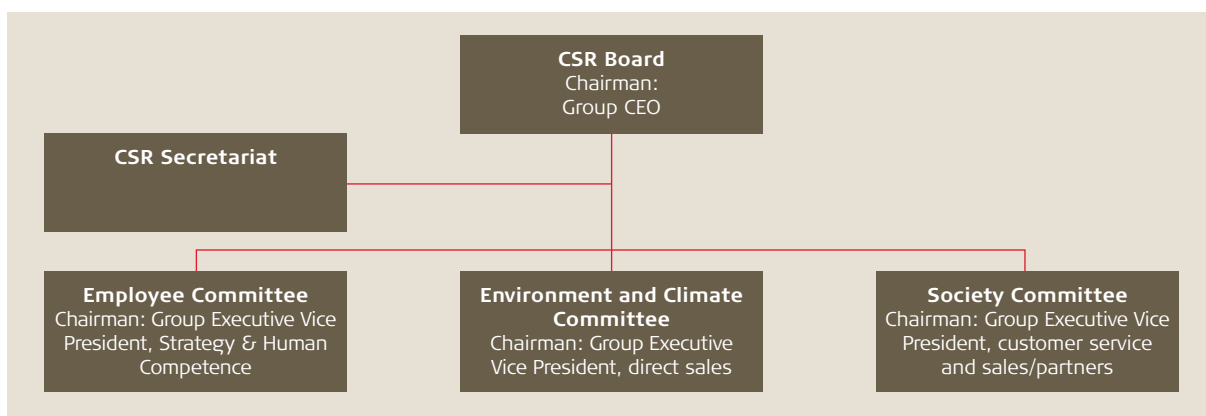 CSR Board
Chairman:
Group CEO
CSR Secretariat
Employee Committee
Chairman: Group Executive Vice
President, Strategy & Human
Competence
Environment and Climate
Committee
Chairman: Group Executive
Vice President, direct sales
Society Committee
Chairman: Group Executive Vice
President, customer service
and sales/partners